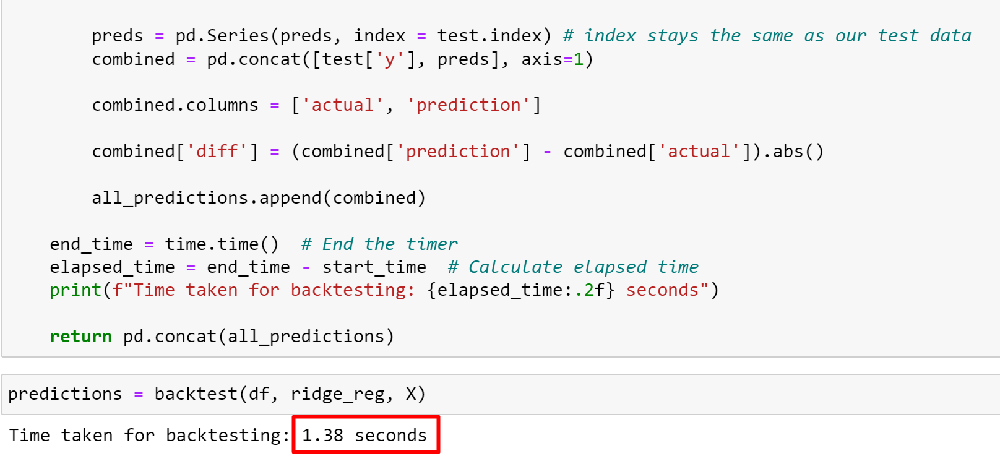 preds = pd.Series(preds, index = test.index) # index stays the same as our test data
combined = pd.concat([test['y'], preds], axis=1)
combined.columns = ['actual', 'prediction']
combined['diff'] = (combined['prediction'] - combined['actual']).abs()
all_predictions.append(combined)
end_time = time.time()  # End the timer
elapsed_time = end_time - start_time  # Calculate elapsed time
print(f"Time taken for backtesting: {elapsed_time:.2f} seconds")
return pd.concat(all_predictions)
predictions = backtest(df, ridge_reg, X)
Time taken for backtesting: 1.38 seconds